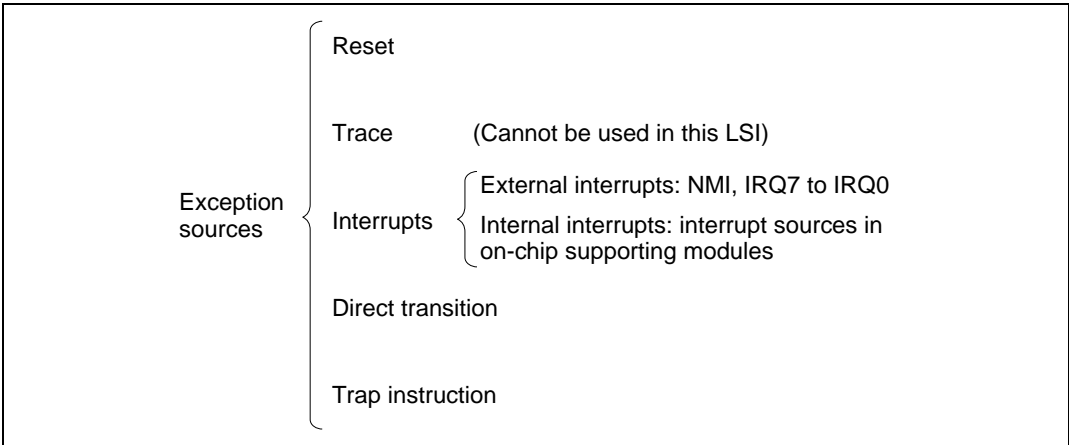 Reset
Trace (Cannot be used in this LSI)
Exception
sources
Interrupts
External interrupts: NMI, IRQ7 to IRQ0
Internal interrupts: interrupt sources in
on-chip supporting modules
Direct transition
Trap instruction